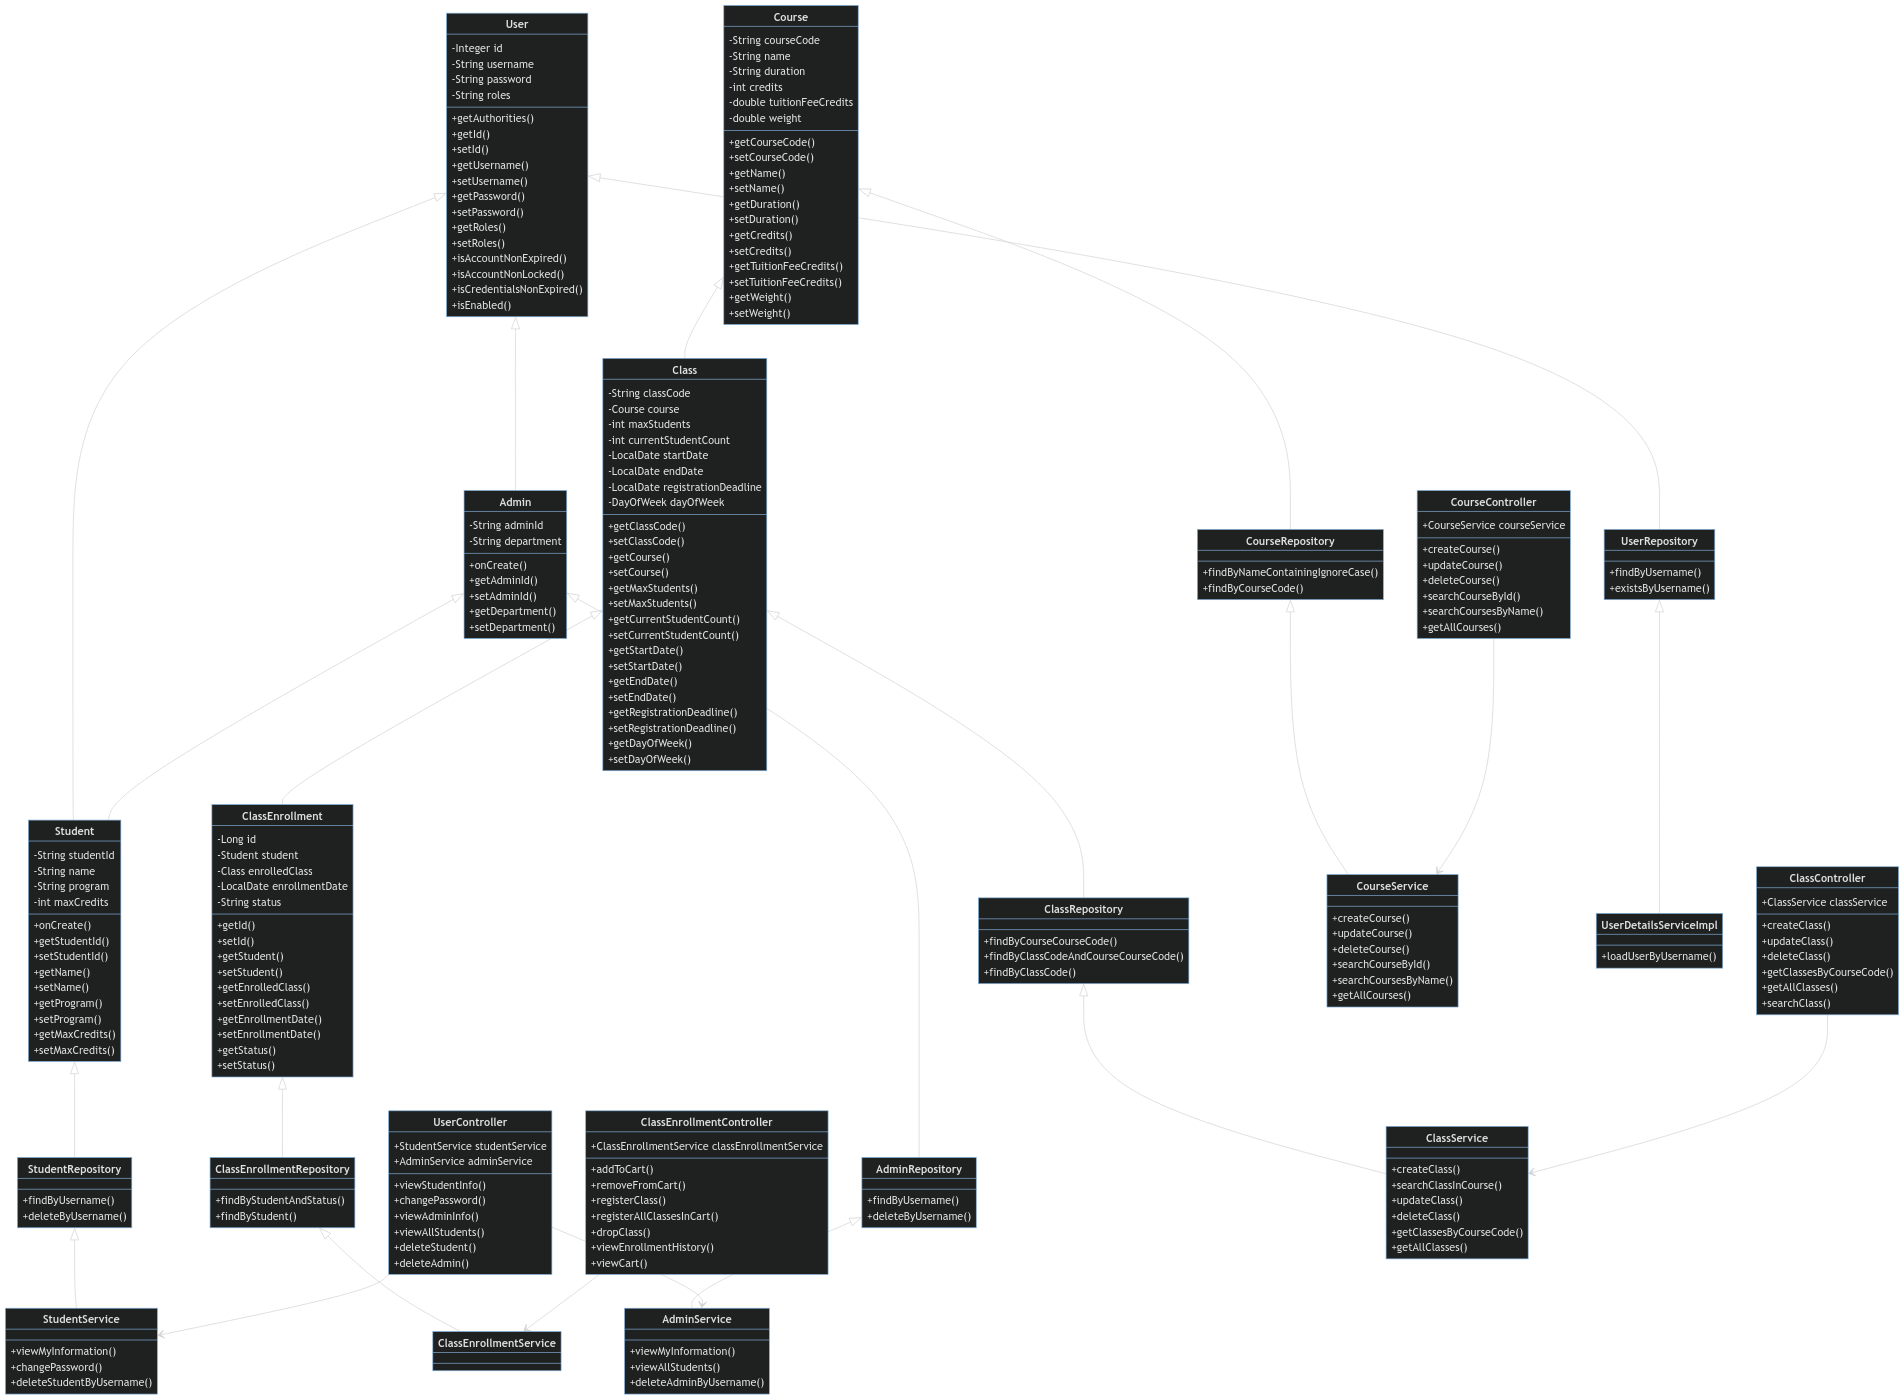 User
-Integer id
-String username
-String password
-String roles
+getAuthorities()
+getId()
+setId()
+getUsername()
+setUsername()
+getPassword()
+setPassword()
+getRoles()
+setRoles()
+isAccountNonExpired()
+isAccountNonLocked()
+isCredentialsNonExpired()
+isEnabled()
Course
-String courseCode
-String name
-String duration
-int credits
-double tuitionFeeCredits
-double weight
+getCourseCode()
+setCourseCode()
+getName()
+setName()
+getDuration()
+setDuration()
+getCredits()
+setCredits()
+getTuitionFeeCredits()
+setTuitionFeeCredits()
+getWeight()
+setWeight()
Class
-String classCode
-Course course
-int maxStudents
-int currentStudentCount
-LocalDate startDate
-LocalDate endDate
-LocalDate registrationDeadline
-DayOfWeek dayOfWeek
+getClassCode()
+setClassCode()
+getCourse()
+setCourse()
+getMaxStudents()
+setMaxStudents()
+getCurrentStudentCount()
+setCurrentStudentCount()
+getStartDate()
+setStartDate()
+getEndDate()
+setEndDate()
+getRegistrationDeadline()
+setRegistrationDeadline()
+getDayOfWeek()
+setDayOfWeek()
Admin
-String adminId
-String department
+onCreate()
+getAdminId()
+setAdminId()
+getDepartment()
+setDepartment()
CourseRepository
+findByNameContainingIgnoreCase()
+findByCourseCode()
CourseController
+CourseService courseService
+createCourse()
+updateCourse()
+deleteCourse()
+searchCourseById()
+searchCoursesByName()
+getAllCourses()
UserRepository
+findByUsername()
+existsByUsername()
Student
-String studentId
-String name
-String program
-int maxCredits
+onCreate()
+getStudentId()
+setStudentId()
+getName()
+setName()
+getProgram()
+setProgram()
+getMaxCredits()
+setMaxCredits()
ClassEnrollment
-Long id
-Student student
-Class enrolledClass
-LocalDate enrollmentDate
-String status
+getId()
+setId()
+getStudent()
+setStudent()
+getEnrolledClass()
+setEnrolledClass()
+getEnrollmentDate()
+setEnrollmentDate()
+getStatus()
+setStatus()
ClassRepository
+findByCourseCourseCode()
+findByClassCodeAndCourseCourseCode()
+findByClassCode()
CourseService
+createCourse()
+updateCourse()
+deleteCourse()
+searchCourseById()
+searchCoursesByName()
+getAllCourses()
UserDetailsServiceImpl
+loadUserByUsername()
ClassController
+ClassService classService
+createClass()
+updateClass()
+deleteClass()
+getClassesByCourseCode()
+getAllClasses()
+searchClass()
StudentRepository
+findByUsername()
+deleteByUsername()
ClassEnrollmentRepository
+findByStudentAndStatus()
+findByStudent()
UserController
+StudentService studentService
+AdminService adminService
+viewStudentInfo()
+changePassword()
+viewAdminInfo()
+viewAllStudents()
+deleteStudent()
+deleteAdmin()
ClassEnrollmentController
+ClassEnrollmentService classEnrollmentService
+addToCart()
+removeFromCart()
+registerClass()
+registerAllClassesInCart()
+dropClass()
+viewEnrollmentHistory()
+viewCart()
AdminRepository
+findByUsername()
+deleteByUsername()
ClassService
+createClass()
+searchClassInCourse()
+updateClass()
+deleteClass()
+getClassesByCourseCode()
+getAllClasses()
StudentService
+viewMyInformation()
+changePassword()
+deleteStudentByUsername()
ClassEnrollmentService
AdminService
+viewMyInformation()
+viewAllStudents()
+deleteAdminByUsername()